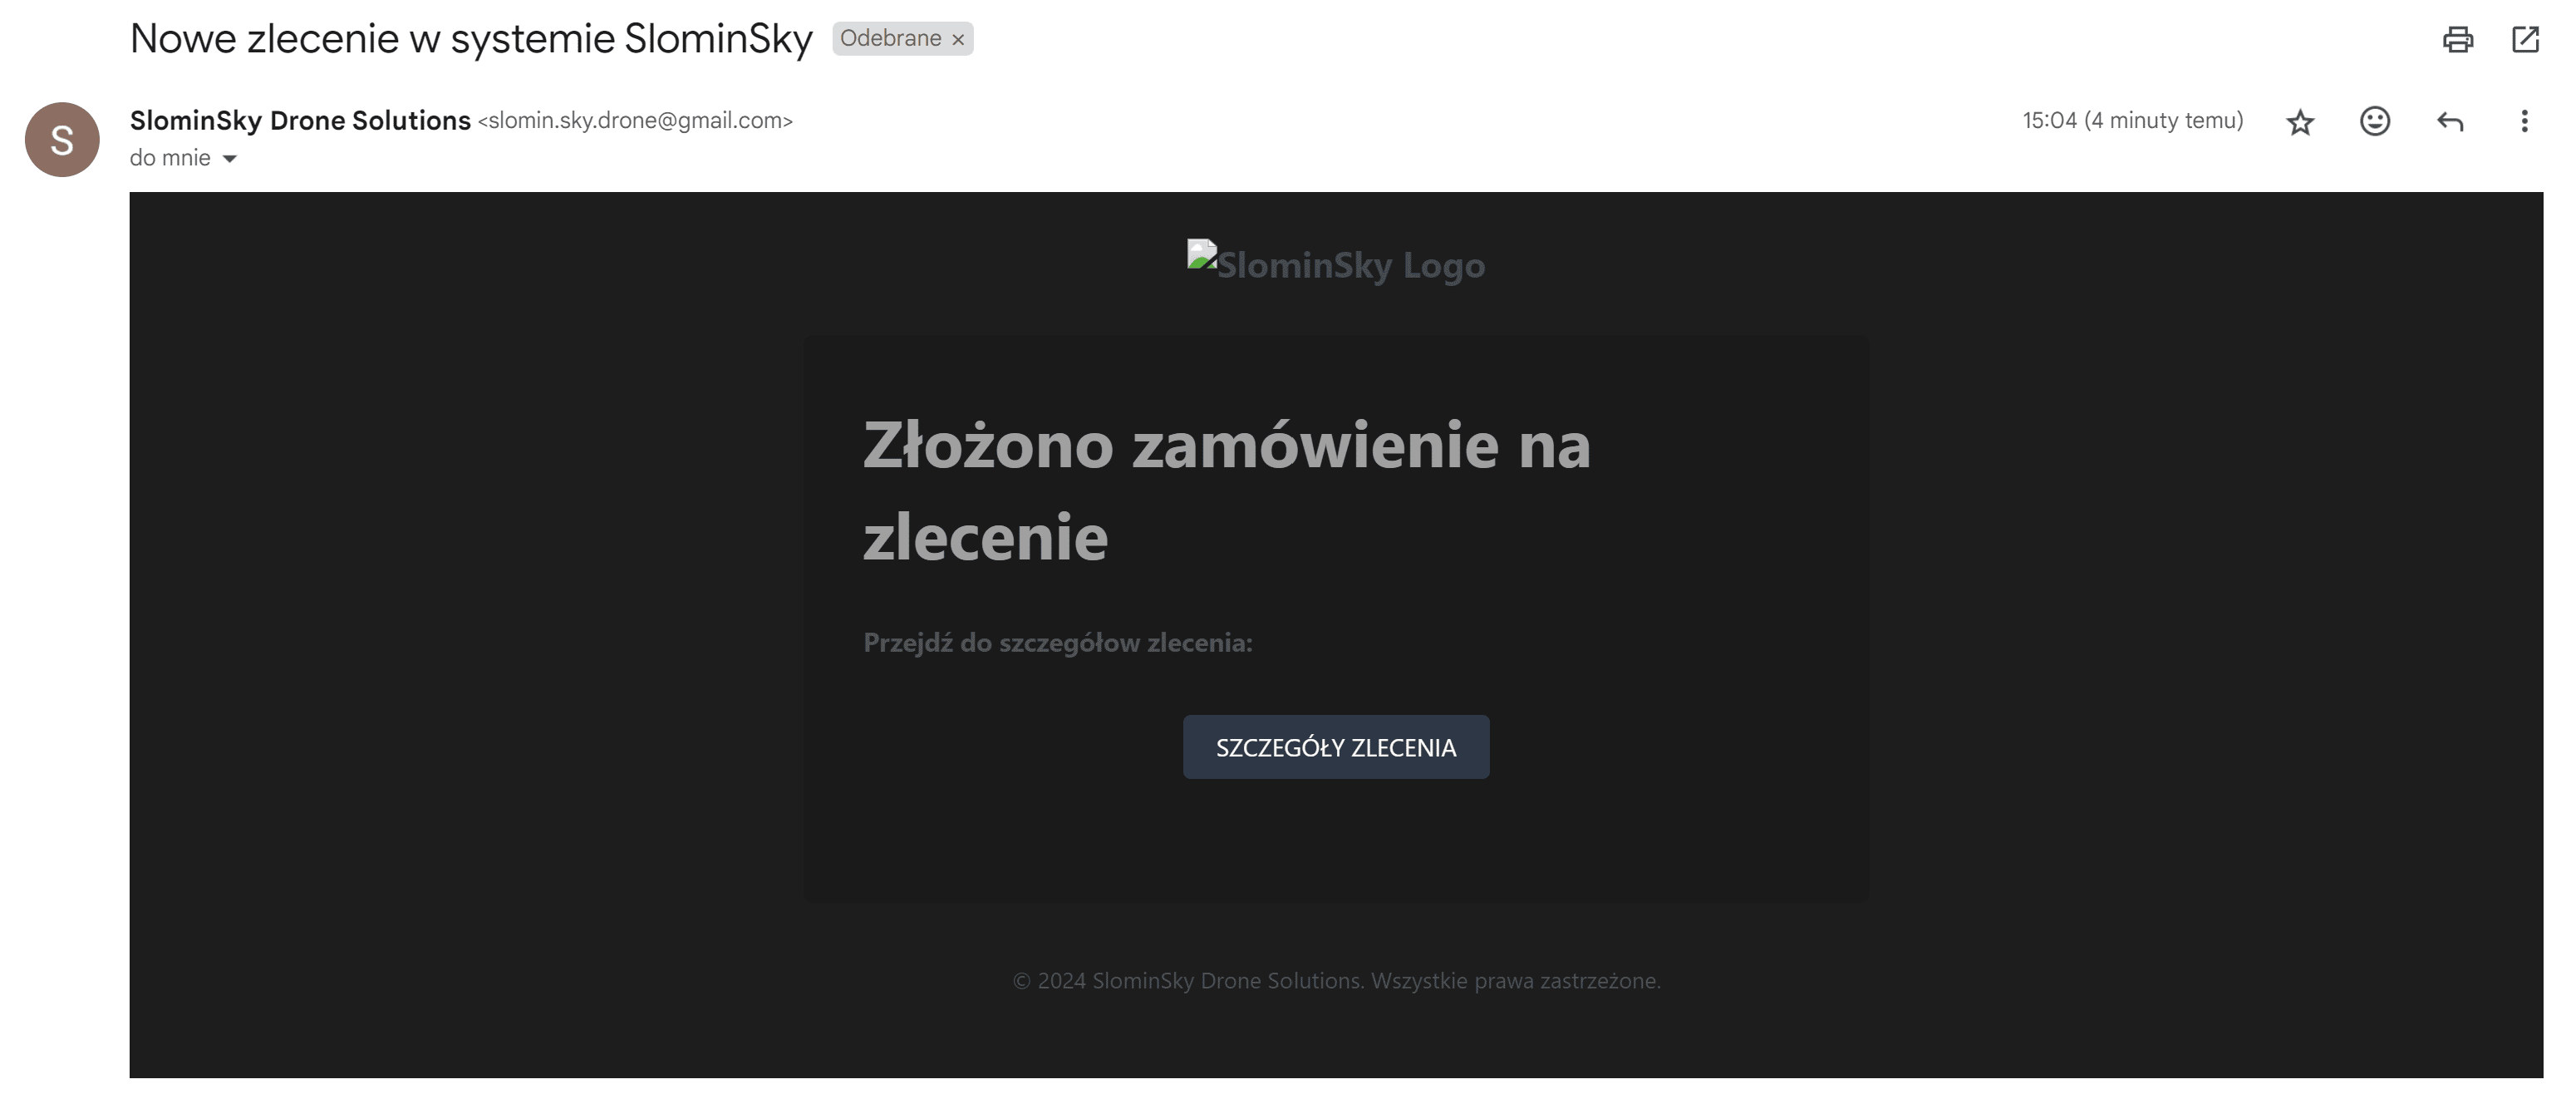 Nowe zlecenie w systemie SlominSky Odebrane ×
SlominSky Drone Solutions <slomin.sky.drone@gmail.com> 15:04 (4 minuty temu)
S
do mnie
SlominSky Logo
Złożono zamówienie na
zlecenie
Przejdź do szczegółow zlecenia:
SZCZEGÓŁY ZLECENIA
© 2024 SlominSky Drone Solutions. Wszystkie prawa zastrzeżone.